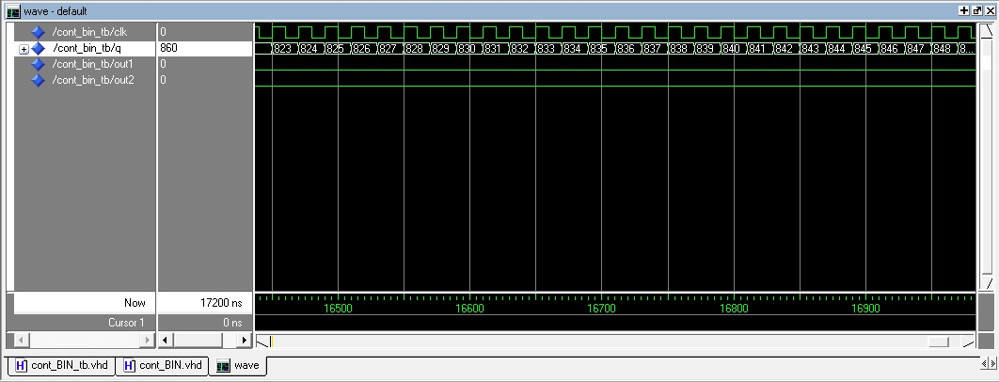 wave - default
/cont_bin_tb/clk 0
/cont_bin_tb/q 860 823 824 825 826 827 828 829 830 831 832 833 834 835 836 837 838 839 840 841 842 843 844 845 846 847 848 8...
/cont_bin_tb/out1 0
/cont_bin_tb/out2 0
Now 17200 ns 16500 16600 16700 16800 16900
Cursor 1 0 ns
cont_BIN_tb.vhd cont_BIN.vhd wave